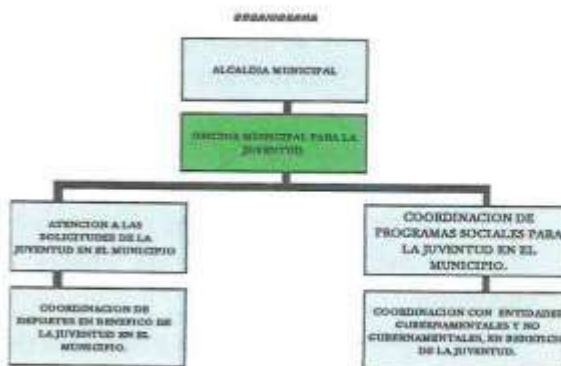 ORGANIGRAMA
ALCALDIA MUNICIPAL
OFICINA MUNICIPAL PARA LA
JUVENTUD.
ATENCION A LAS
SOLICITUDES DE LA
JUVENTUD EN EL MUNICIPIO
COORDINACION DE
DEPORTES EN BENEFICO DE
LA JUVENTUD EN EL
MUNICIPIO.
COORDINACION DE
PROGRAMAS SOCIALES PARA
LA JUVENTUD EN EL
MUNICIPIO.
COORDINACION CON ENTIDADES
GUBERNAMENTALES Y NO
GUBERNAMENTALES, EN BENEFICIO
DE LA JUVENTUD.